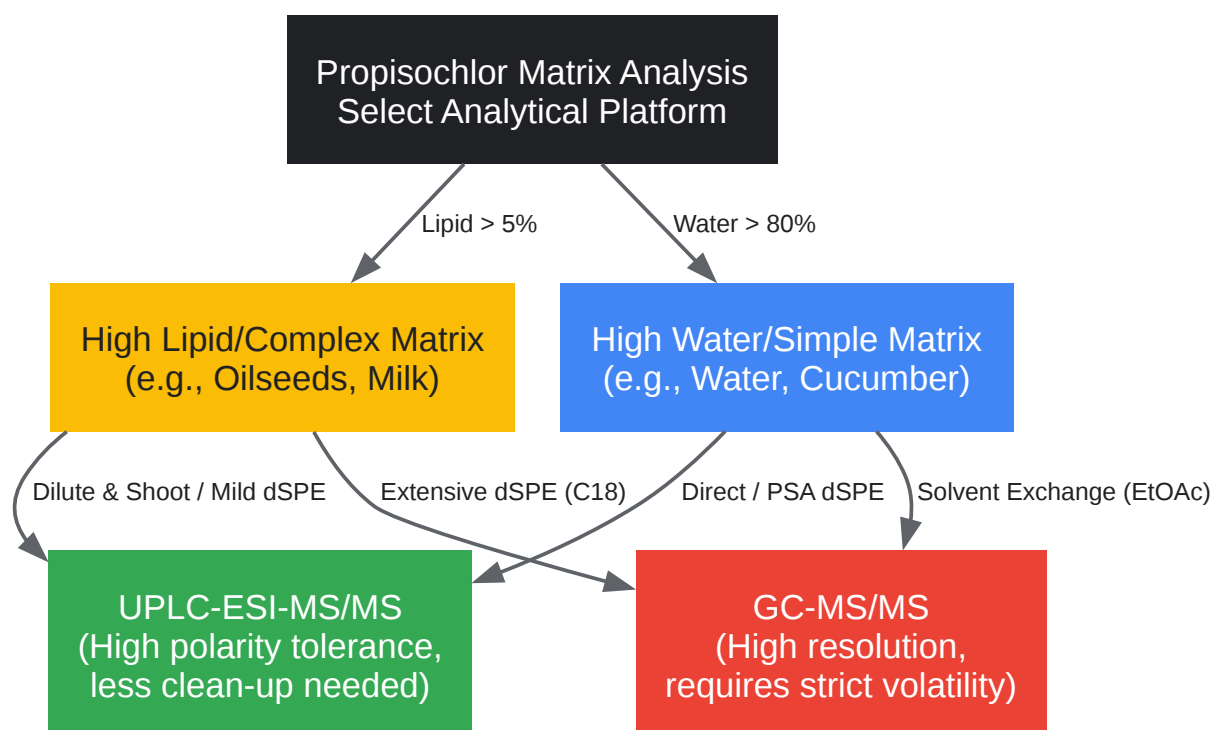 Propisochlor Matrix Analysis
Select Analytical Platform
Lipid > 5%
Water > 80%
High Lipid/Complex Matrix
(e.g., Oilseeds, Milk)
High Water/Simple Matrix
(e.g., Water, Cucumber)
Dilute & Shoot / Mild dSPE
Extensive dSPE (C18)
Direct / PSA dSPE
Solvent Exchange (EtOAc)
UPLC-ESI-MS/MS
(High polarity tolerance,
less clean-up needed)
GC-MS/MS
(High resolution,
requires strict volatility)